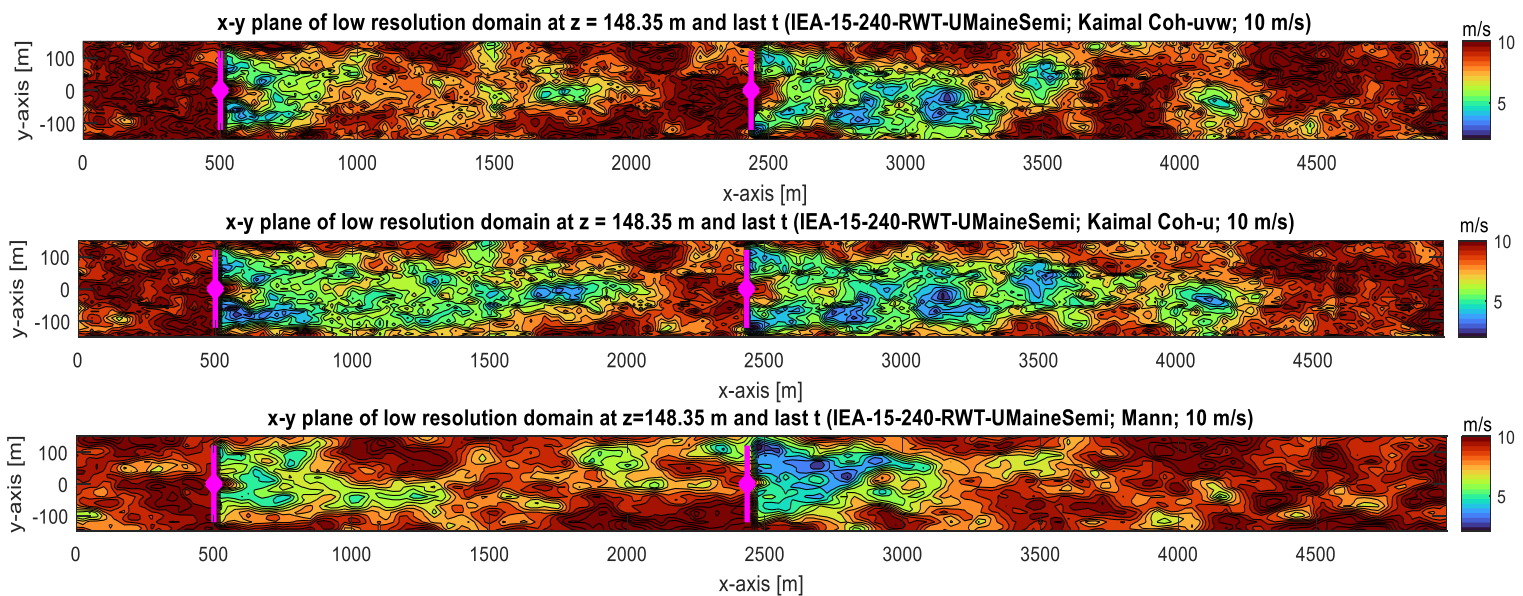 x-y plane of low resolution domain at z = 148.35 m and last t (IEA-15-240-RWT-UMaineSemi; Kaimal Coh-uvw; 10 m/s)
m/s
10
5
y-axis [m]
100
0
-100
0 500 1000 1500 2000 2500 3000 3500 4000 4500
x-axis [m]
x-y plane of low resolution domain at z = 148.35 m and last t (IEA-15-240-RWT-UMaineSemi; Kaimal Coh-u; 10 m/s)
m/s
10
5
y-axis [m]
100
0
-100
0 500 1000 1500 2000 2500 3000 3500 4000 4500
x-axis [m]
x-y plane of low resolution domain at z=148.35 m and last t (IEA-15-240-RWT-UMaineSemi; Mann; 10 m/s)
m/s
10
5
y-axis [m]
100
0
-100
0 500 1000 1500 2000 2500 3000 3500 4000 4500
x-axis [m]